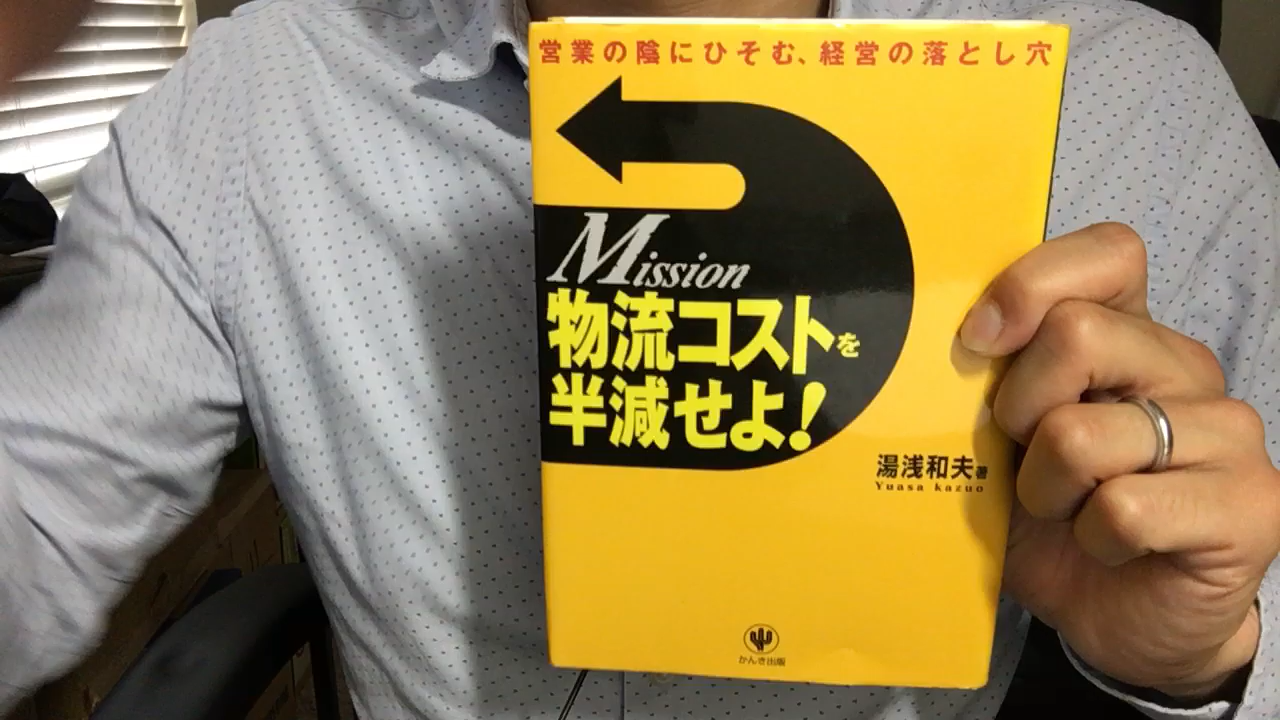 営業の陰にひそむ、経営の落とし穴
Mission
物流コストを
半減せよ!
湯浅和夫著
Yuasa kazuo
かんき出版